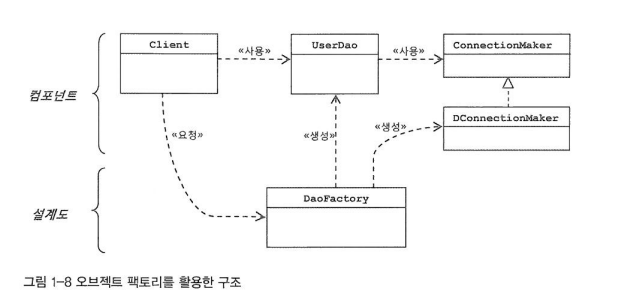 Client
«사용»
UserDao
«사용»
ConnectionMaker
컴포넌트
«요청»
«생성»
«생성»
DConnectionMaker
설계도
DaoFactory
그림 1-8 오브젝트 팩토리를 활용한 구조